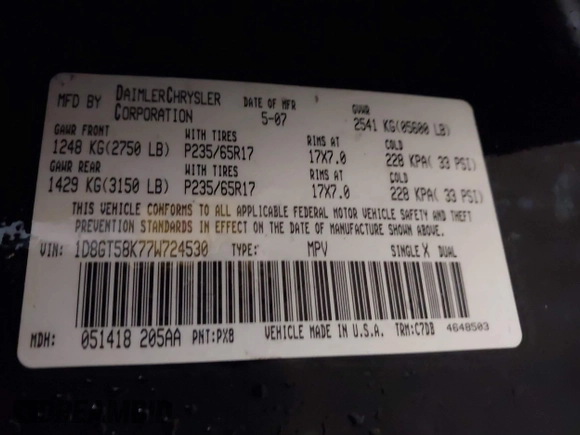 MFD BY DAIMLERCHRYSLER CORPORATION
DATE OF MFR 5-07
GVWR 2541 KG(05600 LB)
GAWR FRONT WITH TIRES RIMS AT COLD
1248 KG(2750 LB) P235/65R17 17X7.0 228 KPA( 33 PSI)
GAWR REAR WITH TIRES RIMS AT COLD
1429 KG(3150 LB) P235/65R17 17X7.0 228 KPA( 33 PSI)
THIS VEHICLE CONFORMS TO ALL APPLICABLE FEDERAL MOTOR VEHICLE SAFETY AND THEFT
PREVENTION STANDARDS IN EFFECT ON THE DATE OF MANUFACTURE SHOWN ABOVE.
VIN: 1D8GT58K77W724530 TYPE: MPV SINGLE X DUAL
MDH: 051418 205AA PNT:PX8 VEHICLE MADE IN U.S.A. TRM:C7DB 4648503